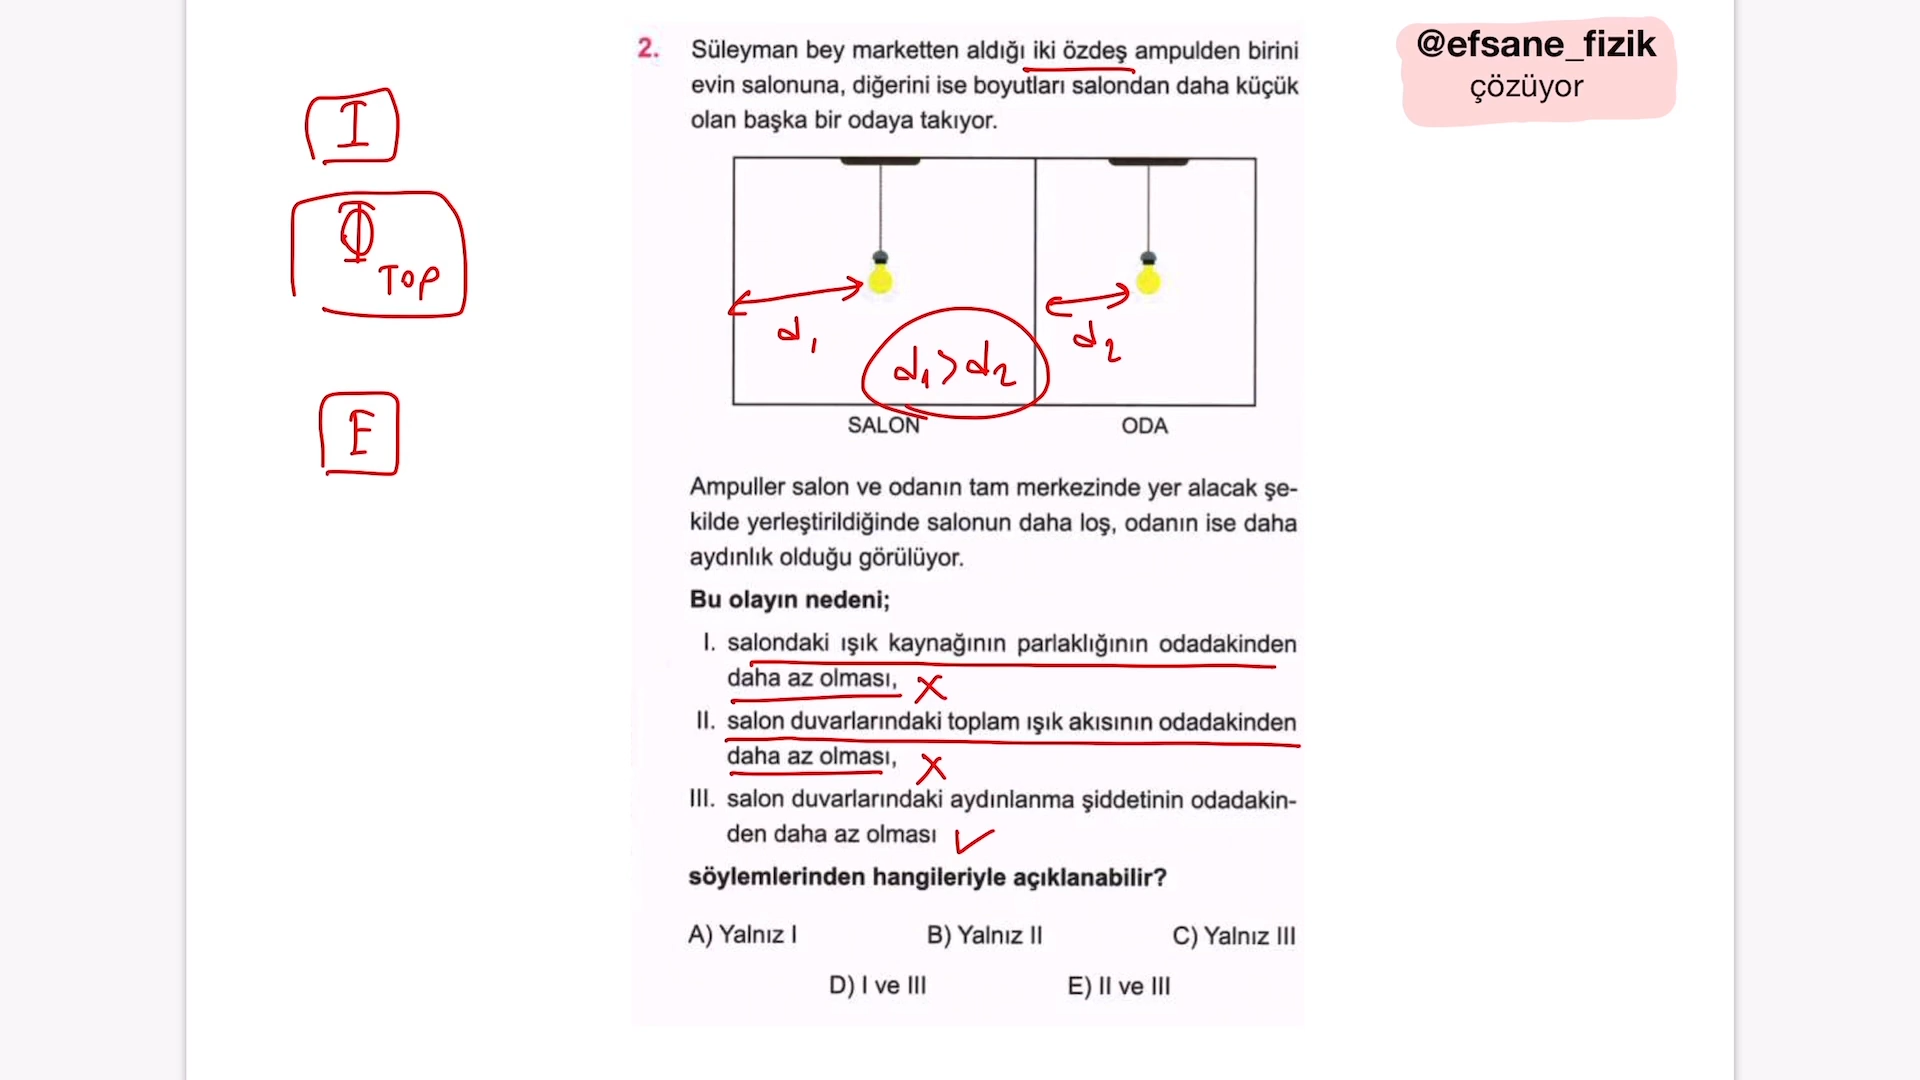 @efsane_fizik
çözüyor
2. Süleyman bey marketten aldığı iki özdeş ampulden birini
evin salonuna, diğerini ise boyutları salondan daha küçük
olan başka bir odaya takıyor.
I
Φ TOP
E
d1
d1>d2
d2
SALON
ODA
Ampuller salon ve odanın tam merkezinde yer alacak şe-
kilde yerleştirildiğinde salonun daha loş, odanın ise daha
aydınlık olduğu görülüyor.
Bu olayın nedeni;
I. salondaki ışık kaynağının parlaklığının odadakinden
daha az olması, x
II. salon duvarlarındaki toplam ışık akısının odadakinden
daha az olması, x
III. salon duvarlarındaki aydınlanma şiddetinin odadakin-
den daha az olması ✓
söylemlerinden hangileriyle açıklanabilir?
A) Yalnız I B) Yalnız II C) Yalnız III
D) I ve III E) II ve III